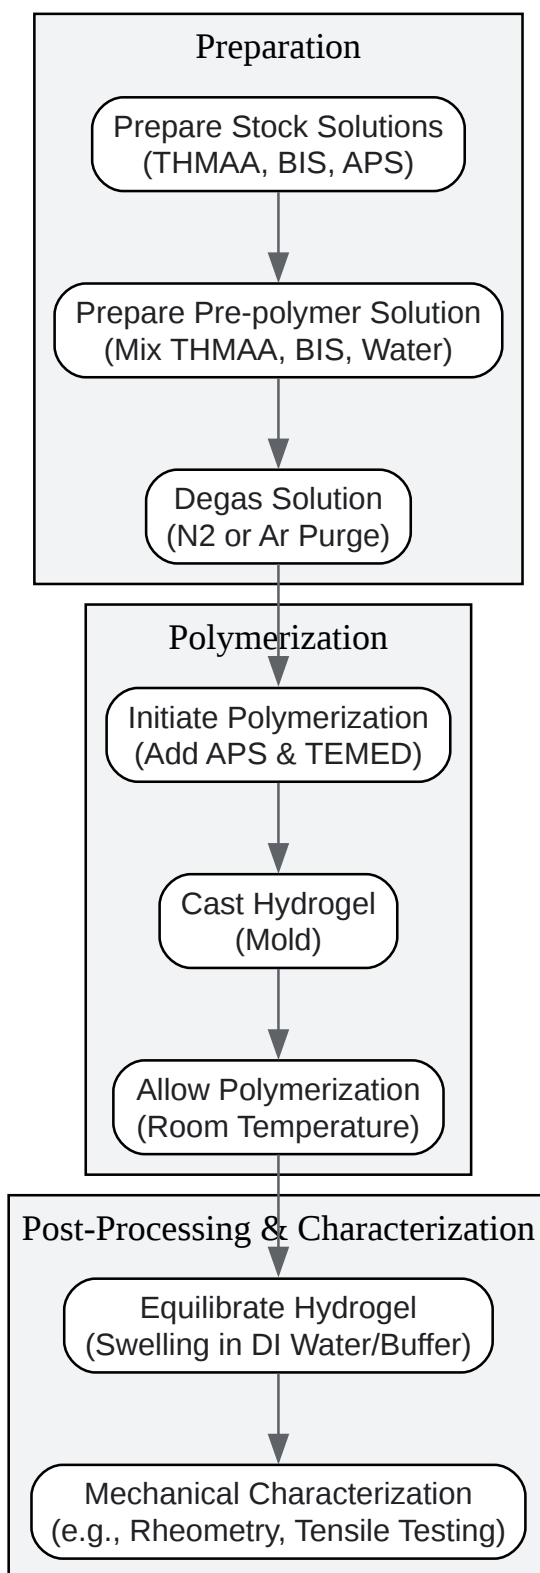 Preparation
Prepare Stock Solutions
(THMAA, BIS, APS)
Prepare Pre-polymer Solution
(Mix THMAA, BIS, Water)
Degas Solution
(N2 or Ar Purge)
Polymerization
Initiate Polymerization
(Add APS & TEMED)
Cast Hydrogel
(Mold)
Allow Polymerization
(Room Temperature)
Post-Processing & Characterization
Equilibrate Hydrogel
(Swelling in DI Water/Buffer)
Mechanical Characterization
(e.g., Rheometry, Tensile Testing)